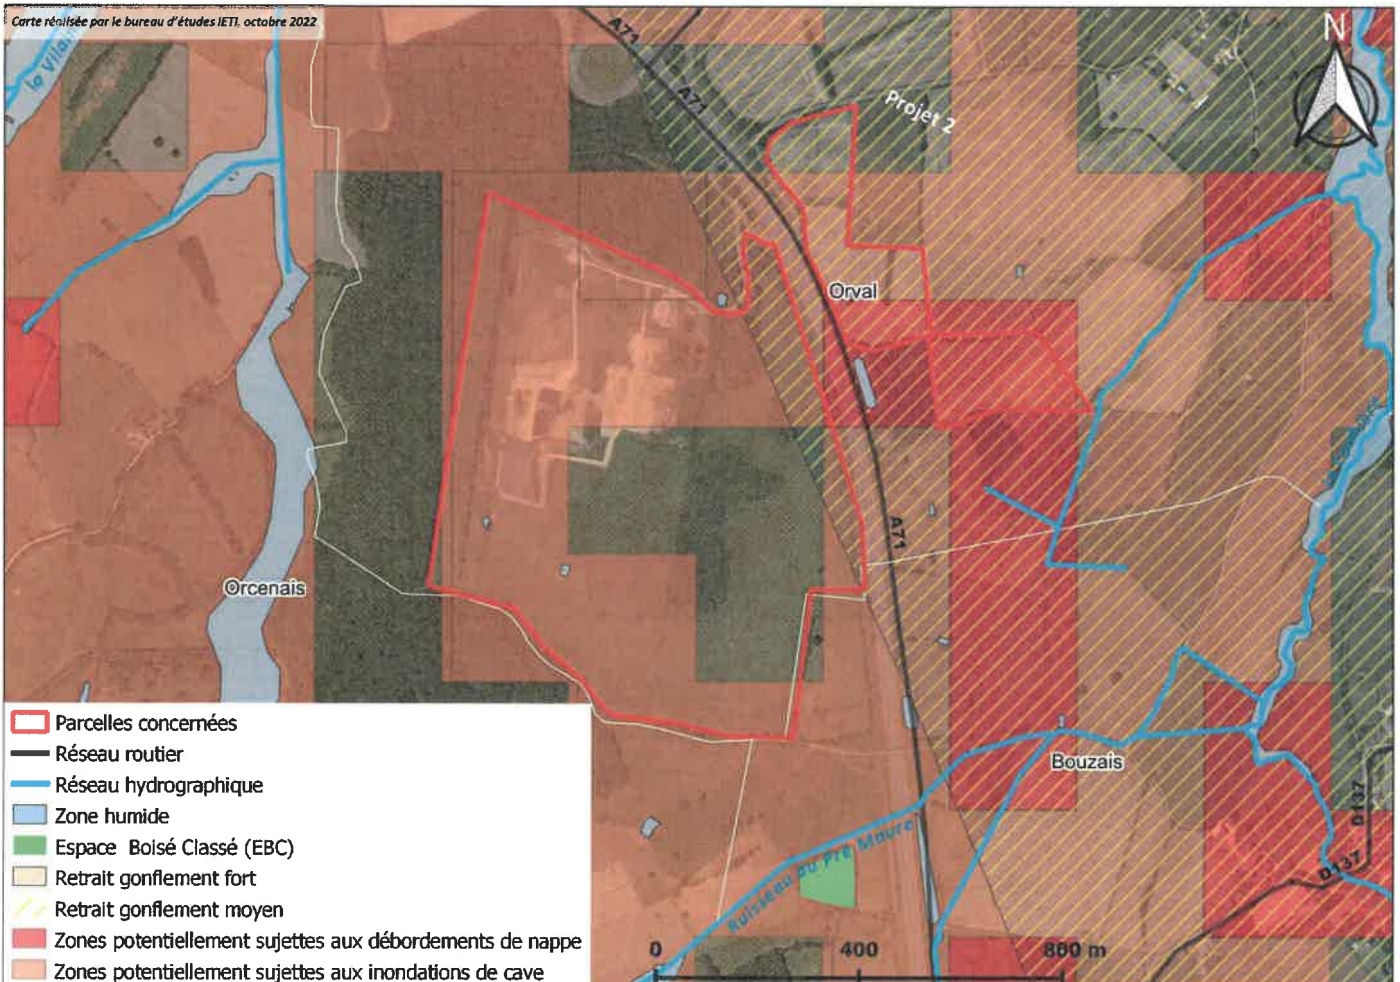 Carte réalisée par le bureau d'études IETI, octobre 2022
N
A71
A71
Projet 2
Orval
A71
Orcenais
Bouzais
D137
D137
Ruisseau du Pré Maure
Parcelles concernées
Réseau routier
Réseau hydrographique
Zone humide
Espace Boisé Classé (EBC)
Retrait gonflement fort
Retrait gonflement moyen
Zones potentiellement sujettes aux débordements de nappe
Zones potentiellement sujettes aux inondations de cave
0 400 800 m